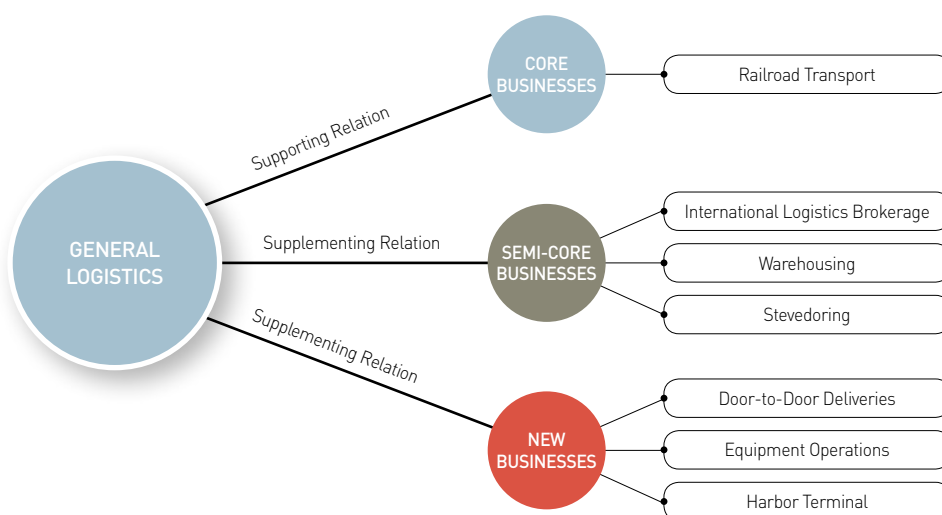 GENERAL
LOGISTICS
Supporting Relation
CORE
BUSINESSES
Railroad Transport
Supplementing Relation
SEMI-CORE
BUSINESSES
International Logistics Brokerage
Warehousing
Stevedoring
Supplementing Relation
NEW
BUSINESSES
Door-to-Door Deliveries
Equipment Operations
Harbor Terminal